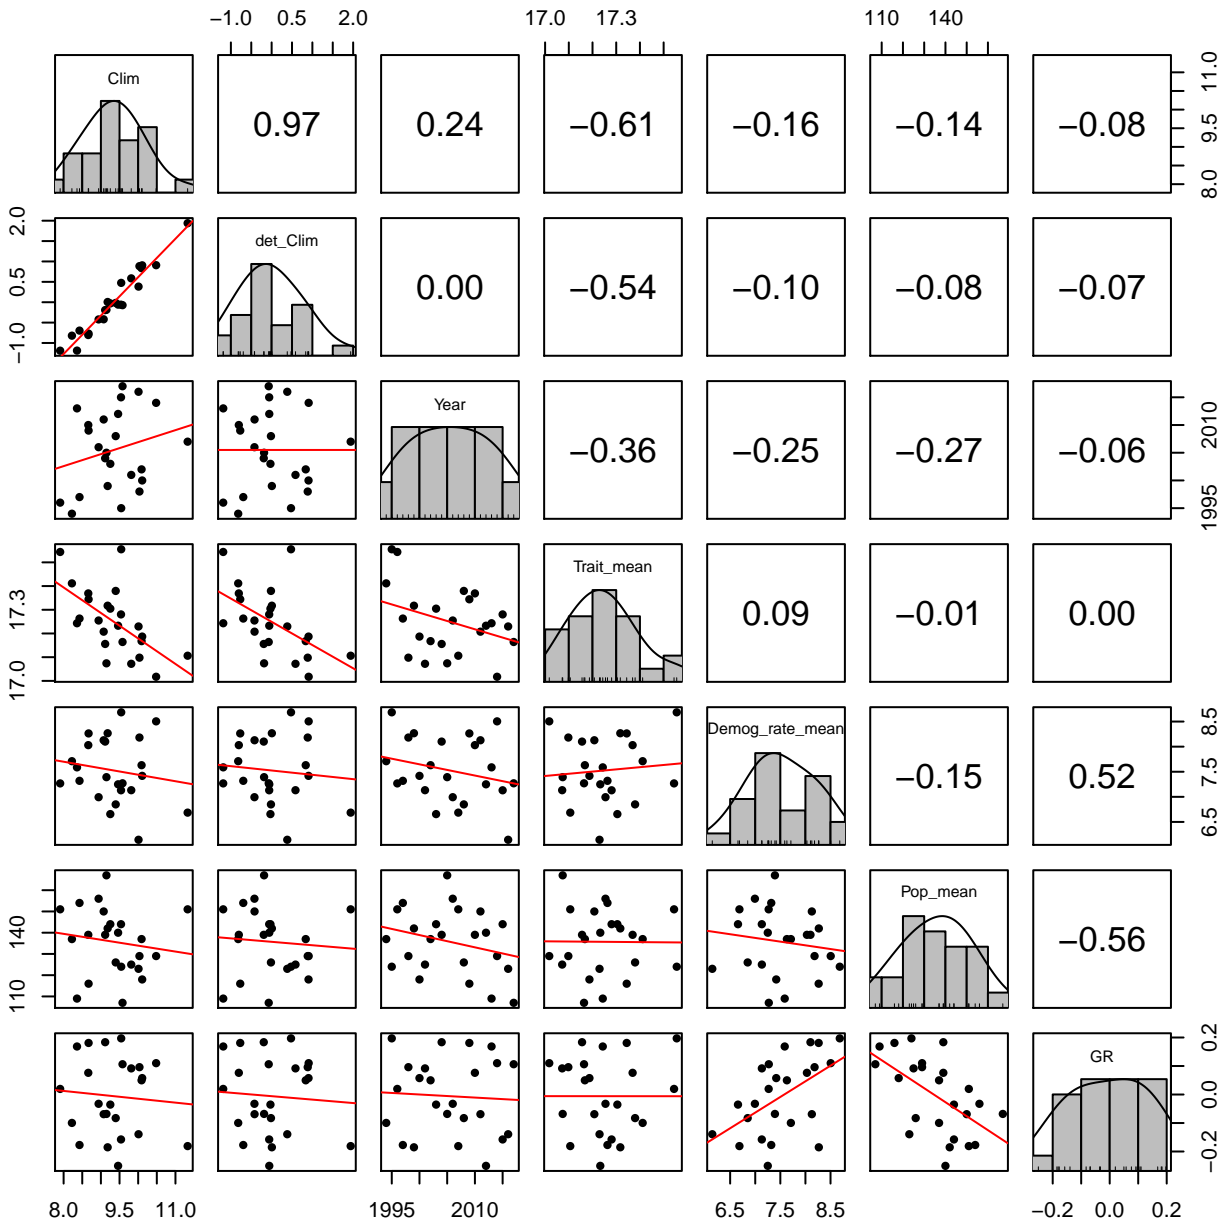 −1.0 0.5 2.0 17.0 17.3 110 140
Clim 0.97 0.24 −0.61 −0.16 −0.14 −0.08 8.0 9.5 11.0
−1.0 0.5 2.0 det_Clim 0.00 −0.54 −0.10 −0.08 −0.07
Year −0.36 −0.25 −0.27 −0.06 1995 2010
17.0 17.3 Trait_mean 0.09 −0.01 0.00
Demog_rate_mean −0.15 0.52 6.5 7.5 8.5
110 140 Pop_mean −0.56
GR −0.2 0.0 0.2
8.0 9.5 11.0 1995 2010 6.5 7.5 8.5 −0.2 0.0 0.2